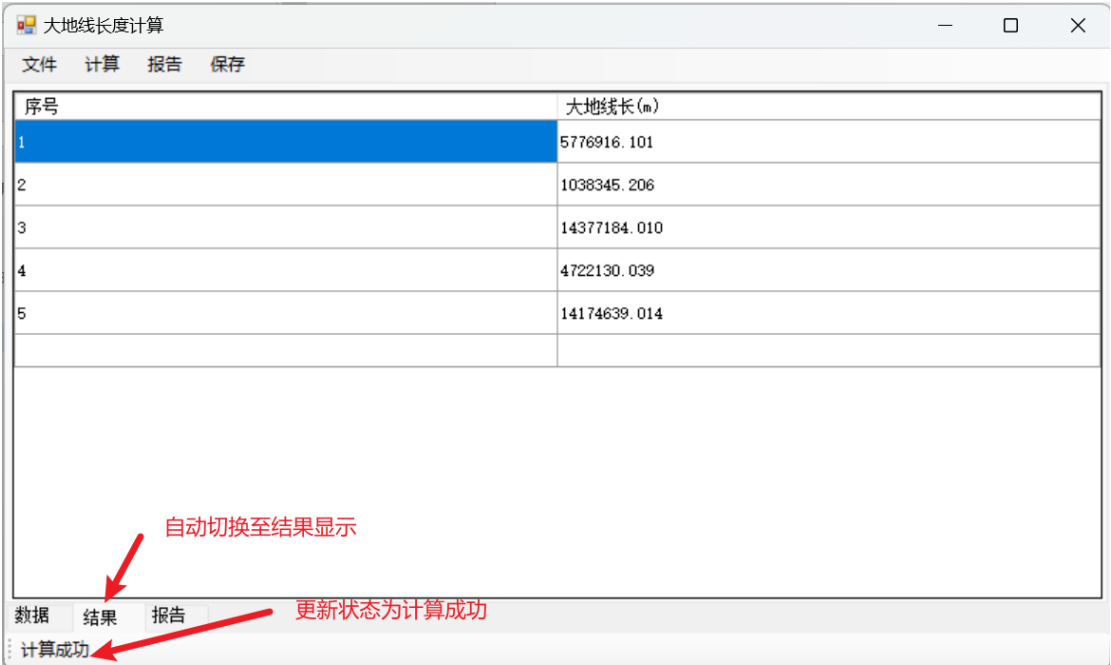 大地线长度计算
文件 计算 报告 保存
序号 大地线长(m)
1 5776916.101
2 1038345.206
3 14377184.010
4 4722130.039
5 14174639.014
自动切换至结果显示
数据 结果 报告 更新状态为计算成功
计算成功